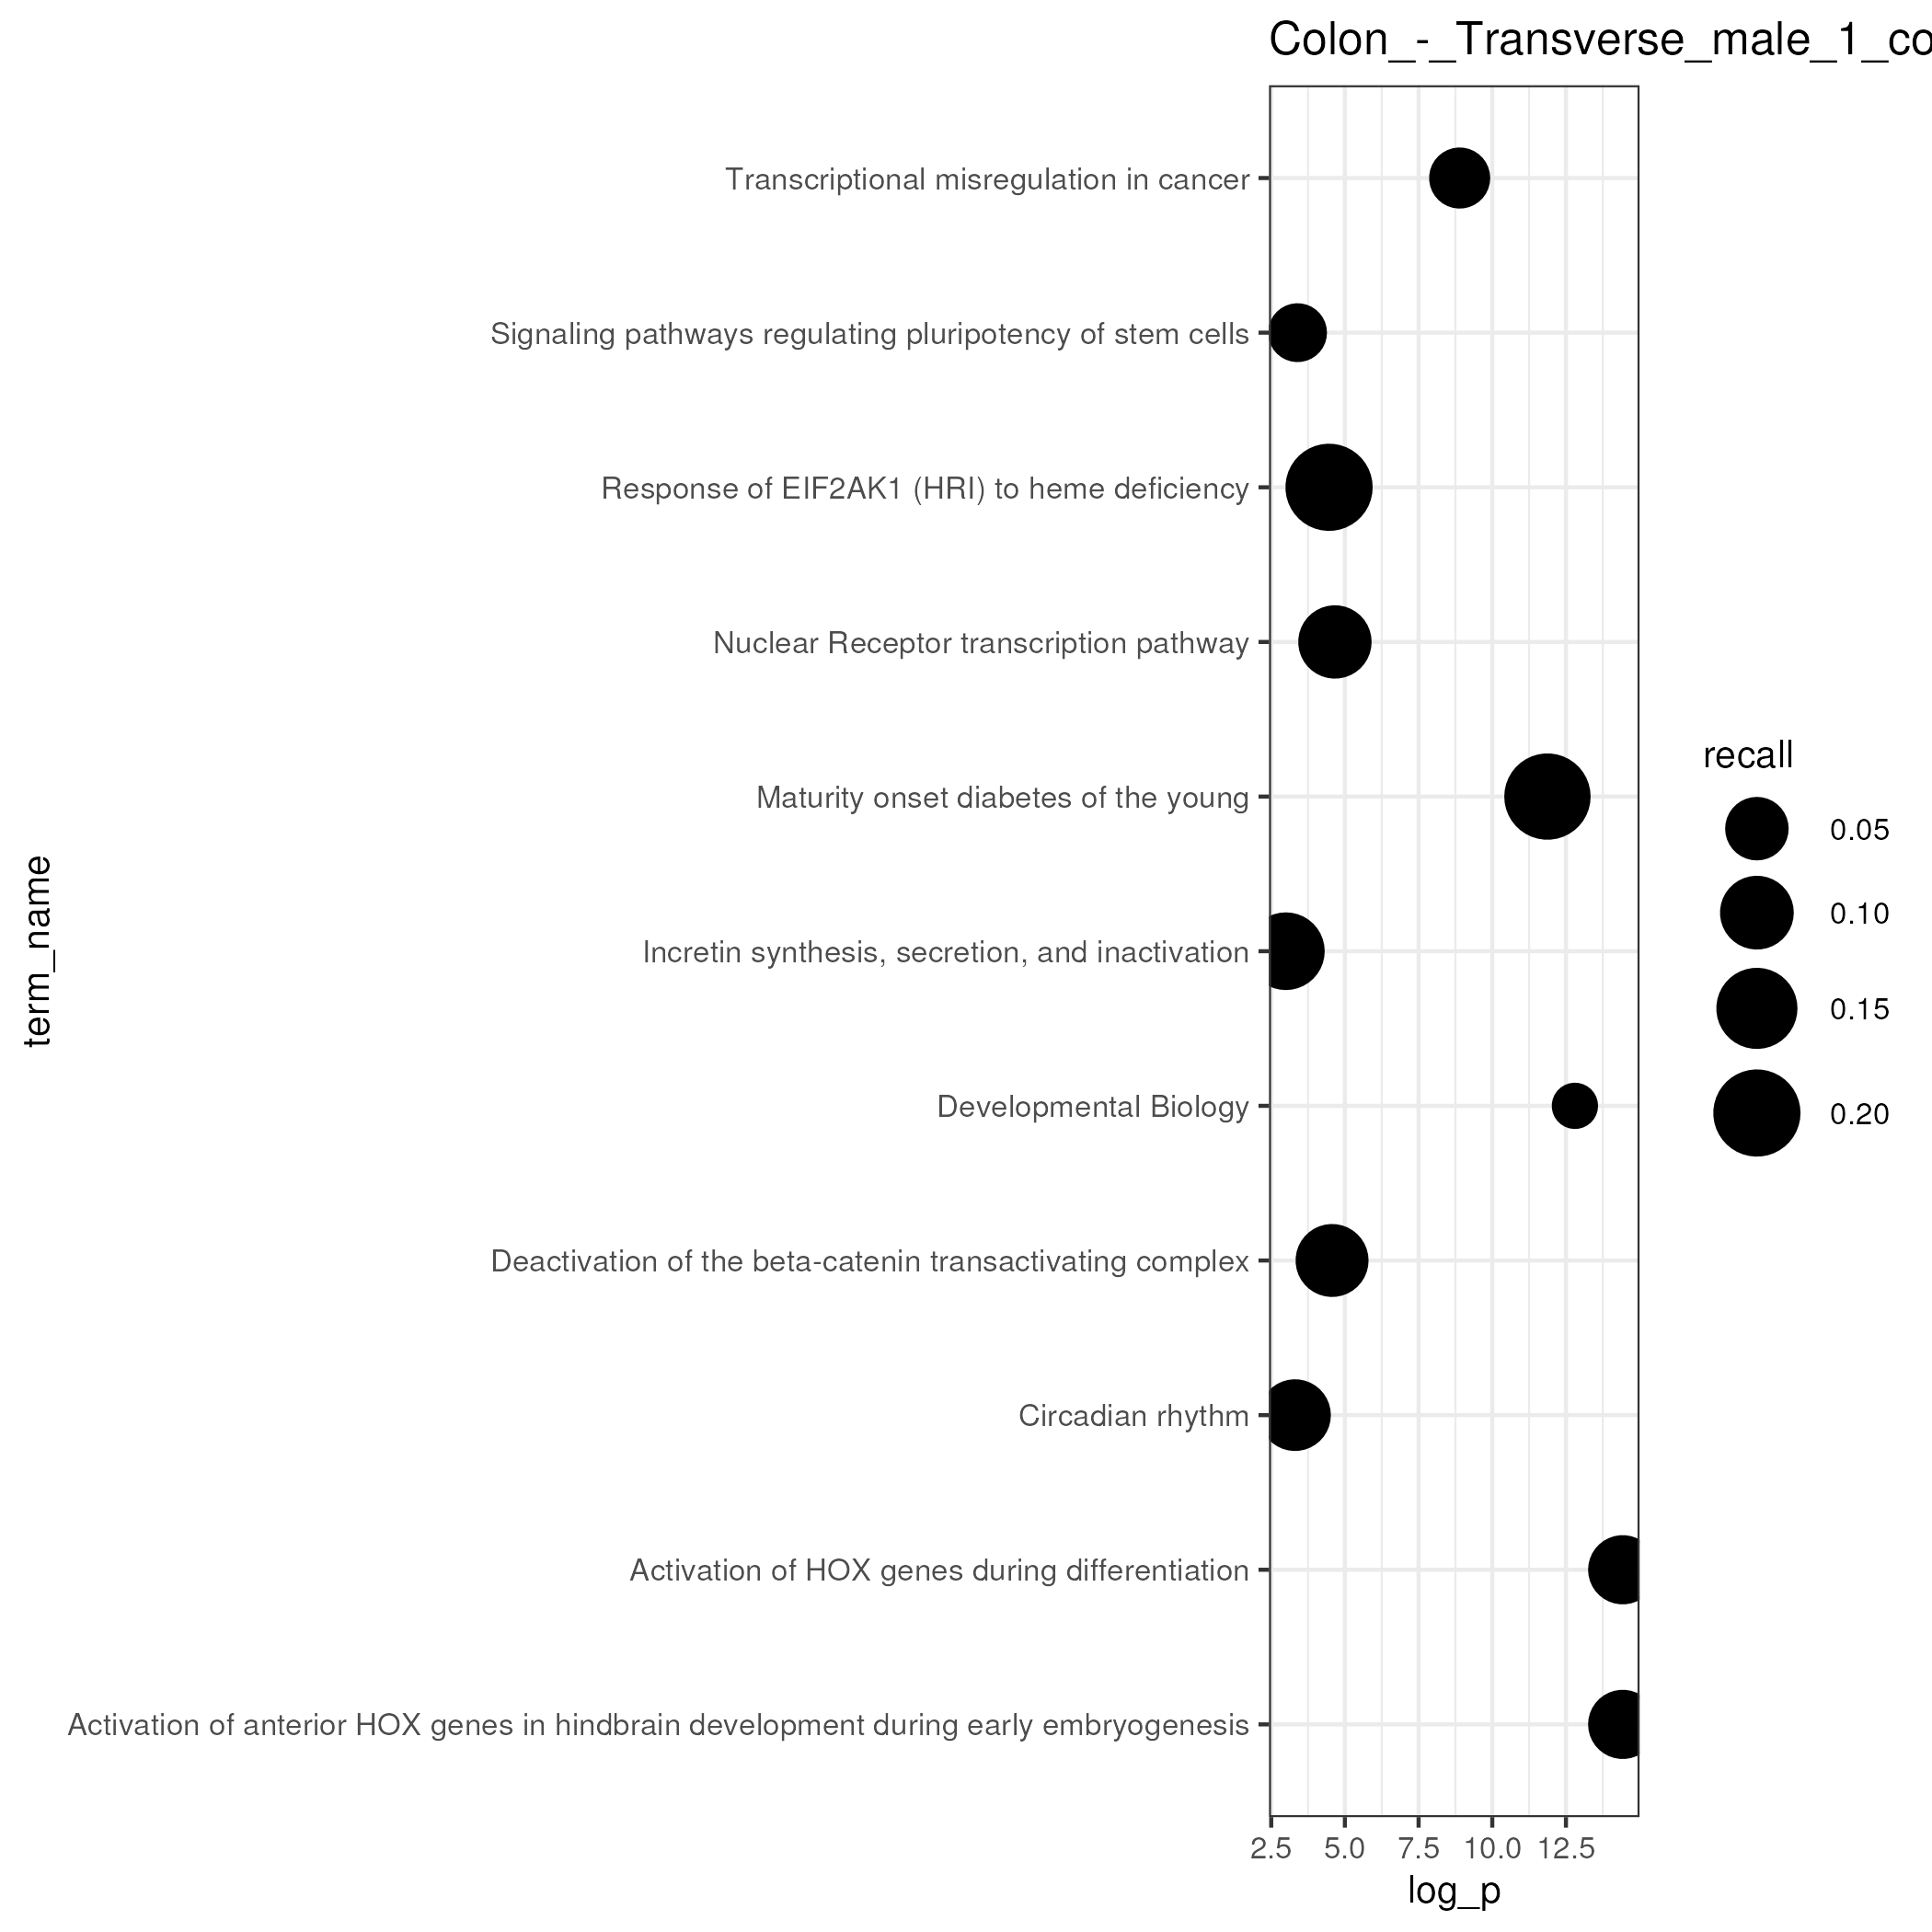 Colon_-_Transverse_male_1_co
Transcriptional misregulation in cancer
Signaling pathways regulating pluripotency of stem cells
Response of EIF2AK1 (HRI) to heme deficiency
Nuclear Receptor transcription pathway
Maturity onset diabetes of the young
Incretin synthesis, secretion, and inactivation
Developmental Biology
Deactivation of the beta-catenin transactivating complex
Circadian rhythm
Activation of HOX genes during differentiation
Activation of anterior HOX genes in hindbrain development during early embryogenesis
term_name
2.5 5.0 7.5 10.0 12.5
log_p
recall
0.05
0.10
0.15
0.20